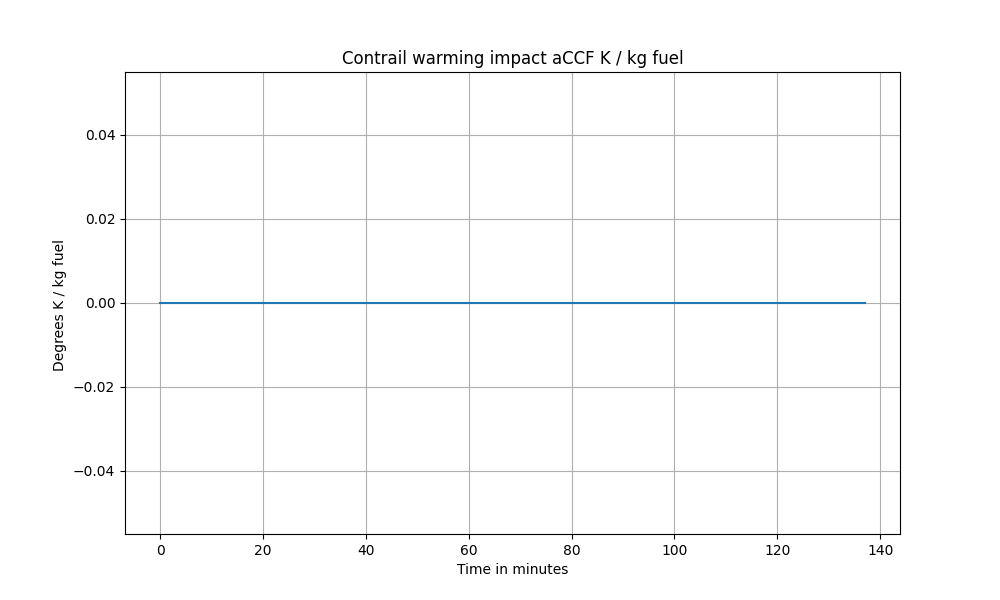 Contrail warming impact aCCF K / kg fuel
0.04
0.02
0.00
−0.02
−0.04
Degrees K / kg fuel
0 20 40 60 80 100 120 140
Time in minutes